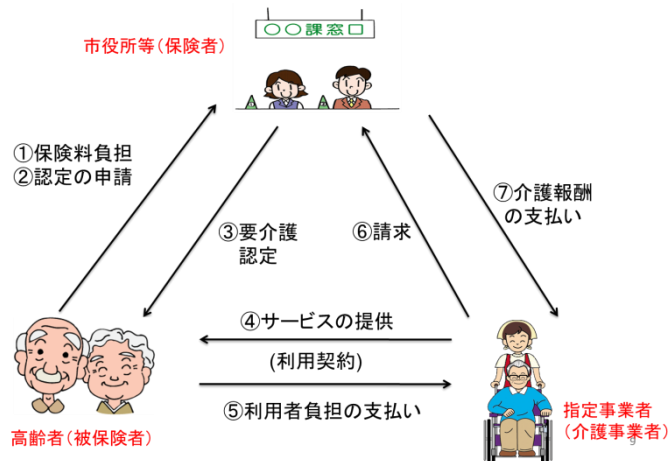 〇〇課窓口
市役所等(保険者)
①保険料負担
②認定の申請
③要介護
認定
⑥請求
⑦介護報酬
の支払い
④サービスの提供
(利用契約)
⑤利用者負担の支払い
高齢者(被保険者)
指定事業者
(介護事業者)
9